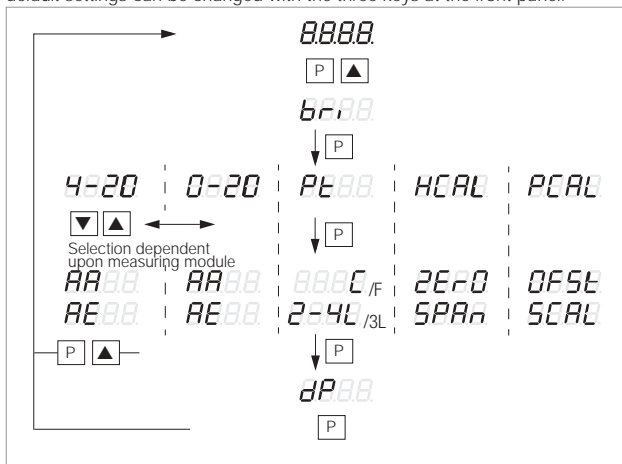 default settings can be changed with the three keys at the front panel.
8.8.8.8.
P ▲
bri
P
4-20 0-20 Pt HCAL PCAL
▼ ▲
P
Selection dependent
upon measuring module
AA AA C /F ZErO OFSt
AE AE 2-4L /3L SPAn SCAL
P ▲
P
dP
P